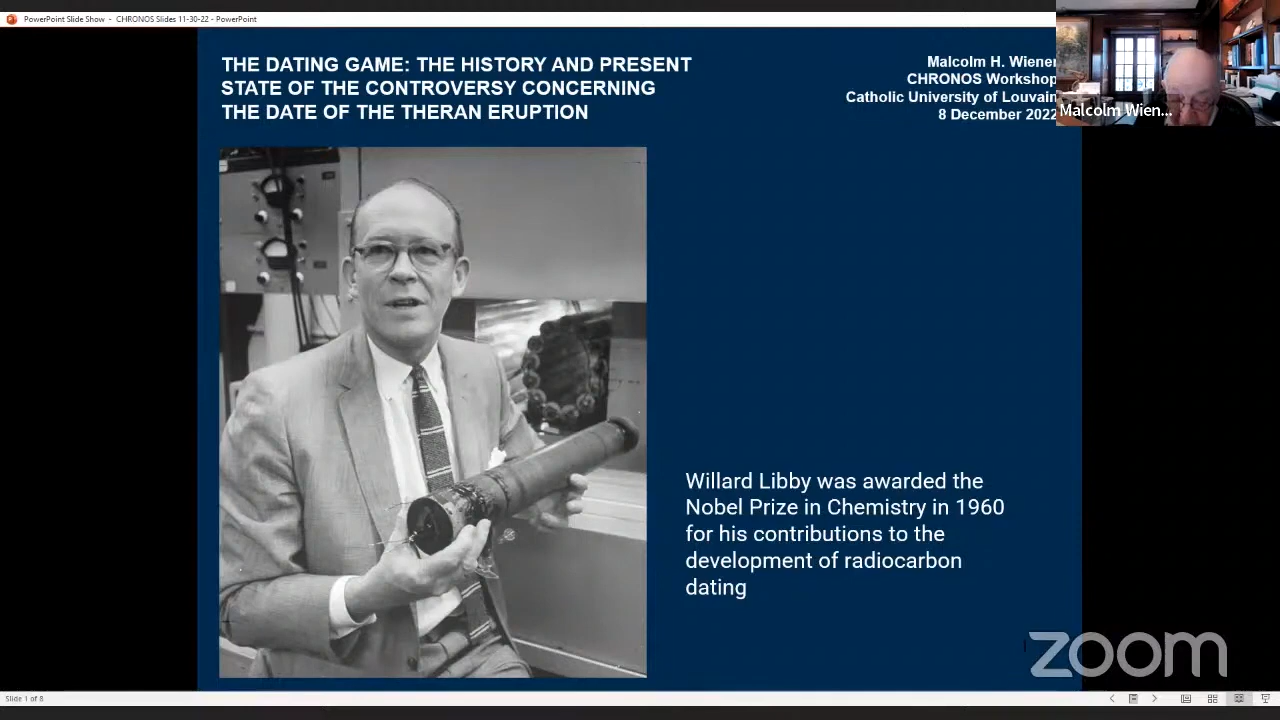 PowerPoint Slide Show - CHRONOS Slides 11-30-22 - PowerPoint
THE DATING GAME: THE HISTORY AND PRESENT
STATE OF THE CONTROVERSY CONCERNING
THE DATE OF THE THERAN ERUPTION
Malcolm H. Wiener
CHRONOS Workshop
Catholic University of Louvain
8 December 2022
Malcolm Wien...
Willard Libby was awarded the
Nobel Prize in Chemistry in 1960
for his contributions to the
development of radiocarbon
dating
zoom
Slide 1 of 8